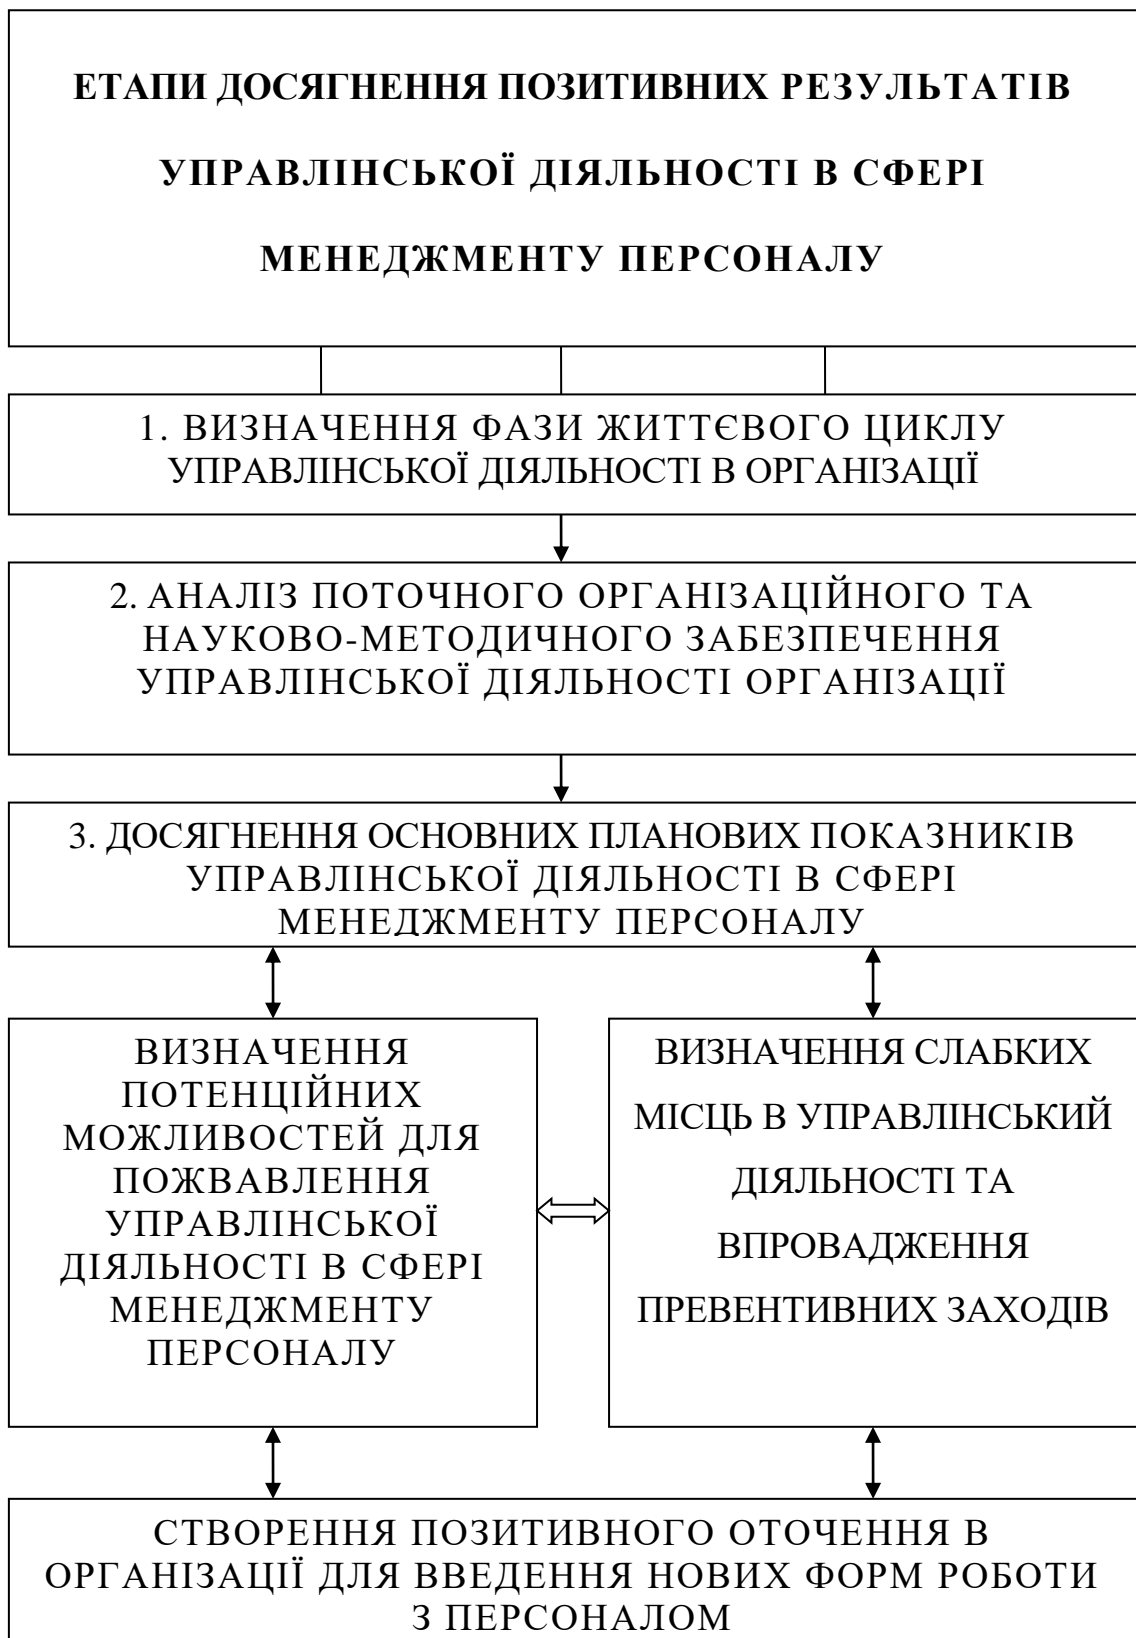 ЕТАПИ ДОСЯГНЕННЯ ПОЗИТИВНИХ РЕЗУЛЬТАТІВ
УПРАВЛІНСЬКОЇ ДІЯЛЬНОСТІ В СФЕРІ
МЕНЕДЖМЕНТУ ПЕРСОНАЛУ
1. ВИЗНАЧЕННЯ ФАЗИ ЖИТТЄВОГО ЦИКЛУ
УПРАВЛІНСЬКОЇ ДІЯЛЬНОСТІ В ОРГАНІЗАЦІЇ
2. АНАЛІЗ ПОТОЧНОГО ОРГАНІЗАЦІЙНОГО ТА
НАУКОВО-МЕТОДИЧНОГО ЗАБЕЗПЕЧЕННЯ
УПРАВЛІНСЬКОЇ ДІЯЛЬНОСТІ ОРГАНІЗАЦІЇ
3. ДОСЯГНЕННЯ ОСНОВНИХ ПЛАНОВИХ ПОКАЗНИКІВ
УПРАВЛІНСЬКОЇ ДІЯЛЬНОСТІ В СФЕРІ
МЕНЕДЖМЕНТУ ПЕРСОНАЛУ
ВИЗНАЧЕННЯ
ПОТЕНЦІЙНИХ
МОЖЛИВОСТЕЙ ДЛЯ
ПОЖВАВЛЕННЯ
УПРАВЛІНСЬКОЇ
ДІЯЛЬНОСТІ В СФЕРІ
МЕНЕДЖМЕНТУ
ПЕРСОНАЛУ
ВИЗНАЧЕННЯ СЛАБКИХ
МІСЦЬ В УПРАВЛІНСЬКИЙ
ДІЯЛЬНОСТІ ТА
ВПРОВАДЖЕННЯ
ПРЕВЕНТИВНИХ ЗАХОДІВ
СТВОРЕННЯ ПОЗИТИВНОГО ОТОЧЕННЯ В
ОРГАНІЗАЦІЇ ДЛЯ ВВЕДЕННЯ НОВИХ ФОРМ РОБОТИ
З ПЕРСОНАЛОМ